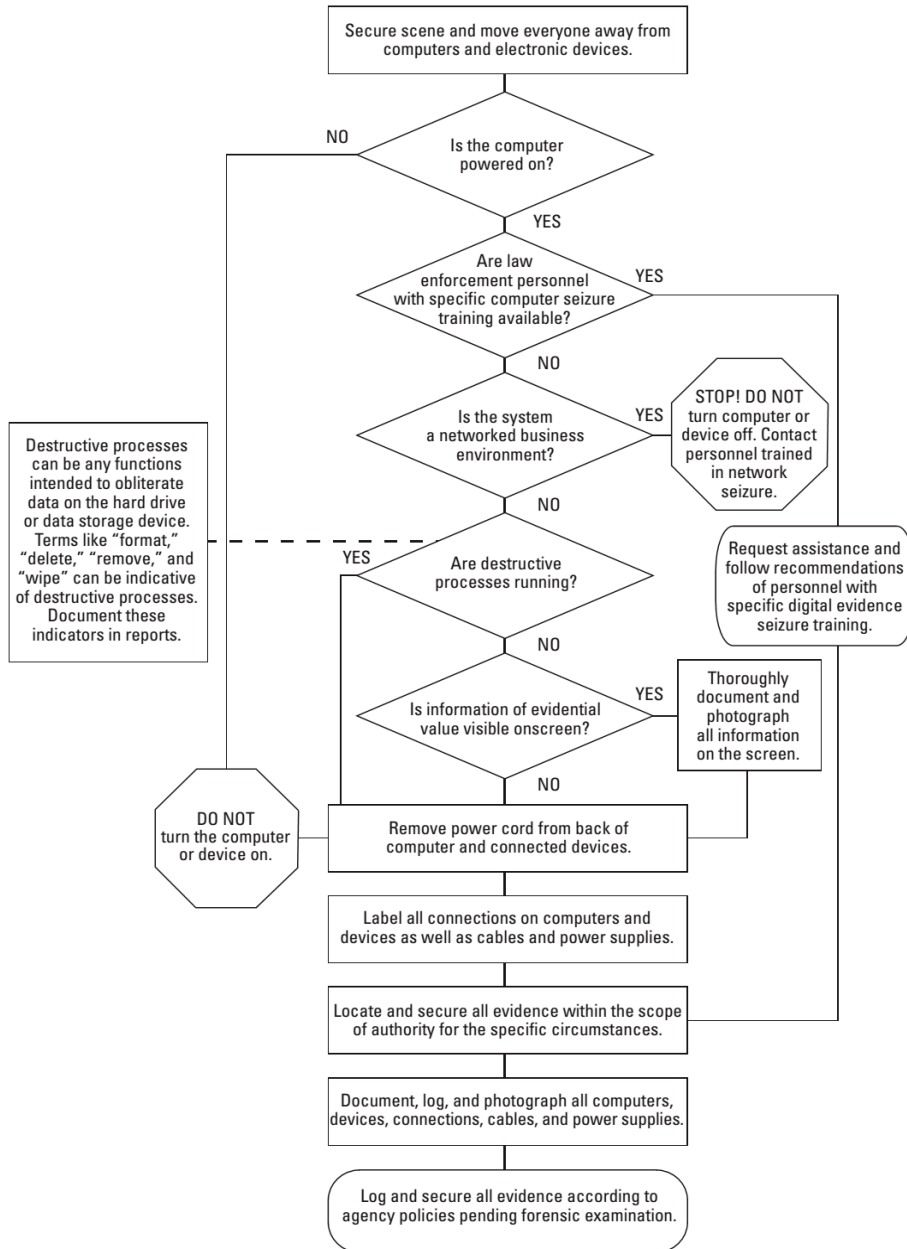 Secure scene and move everyone away from
computers and electronic devices.
NO
Is the computer
powered on?
YES
Are law
enforcement personnel
with specific computer seizure
training available?
YES
NO
Is the system
a networked business
environment?
YES
STOP! DO NOT
turn computer or
device off. Contact
personnel trained
in network
seizure.
NO
Destructive processes
can be any functions
intended to obliterate
data on the hard drive
or data storage device.
Terms like “format,”
“delete,” “remove,” and
“wipe” can be indicative
of destructive processes.
Document these
indicators in reports.
YES
Are destructive
processes running?
Request assistance and
follow recommendations
of personnel with
specific digital evidence
seizure training.
NO
Is information of evidential
value visible onscreen?
YES
Thoroughly
document and
photograph
all information
on the screen.
NO
DO NOT
turn the computer
or device on.
Remove power cord from back of
computer and connected devices.
Label all connections on computers and
devices as well as cables and power supplies.
Locate and secure all evidence within the scope
of authority for the specific circumstances.
Document, log, and photograph all computers,
devices, connections, cables, and power supplies.
Log and secure all evidence according to
agency policies pending forensic examination.